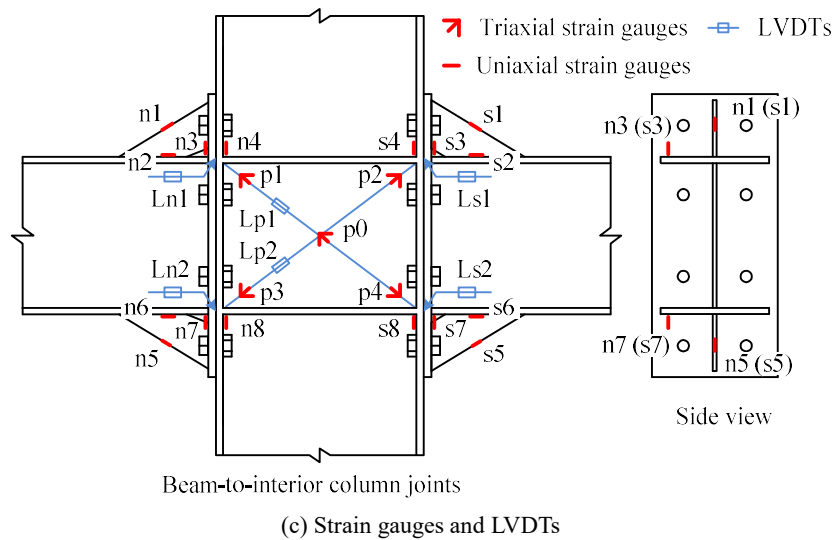 Triaxial strain gauges
LVDTs
Uniaxial strain gauges
n1
s1
n1 (s1)
n3
n4
s4
s3
n3 (s3)
n2
s2
p1
p2
Ln1
Ls1
Lp1
p0
Lp2
Ln2
Ls2
p3
p4
n6
s6
n7
n8
s8
s7
n5
s5
n7 (s7)
n5 (s5)
Side view
Beam-to-interior column joints
(c) Strain gauges and LVDTs